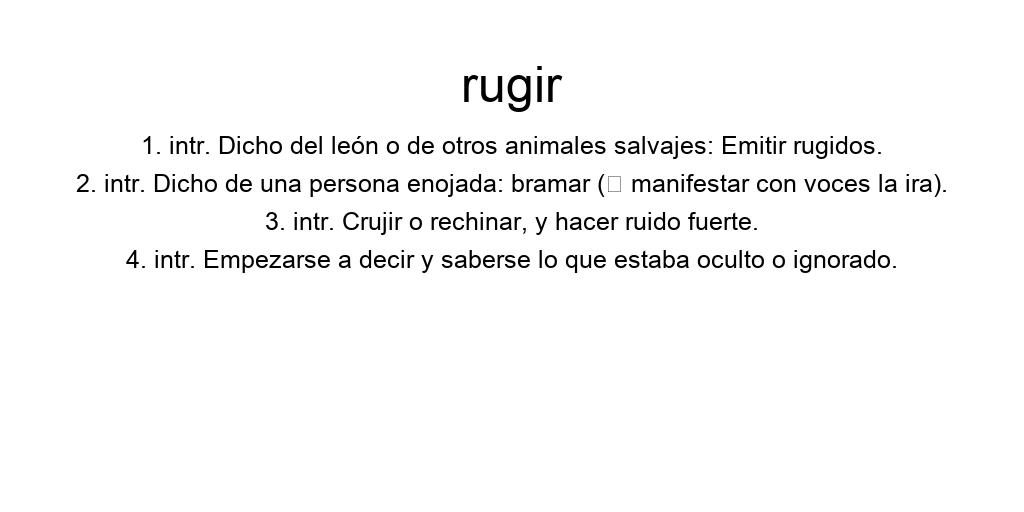 rugir
1. intr. Dicho del león o de otros animales salvajes: Emitir rugidos.
2. intr. Dicho de una persona enojada: bramar (□ manifestar con voces la ira).
3. intr. Crujir o rechinar, y hacer ruido fuerte.
4. intr. Empezarse a decir y saberse lo que estaba oculto o ignorado.